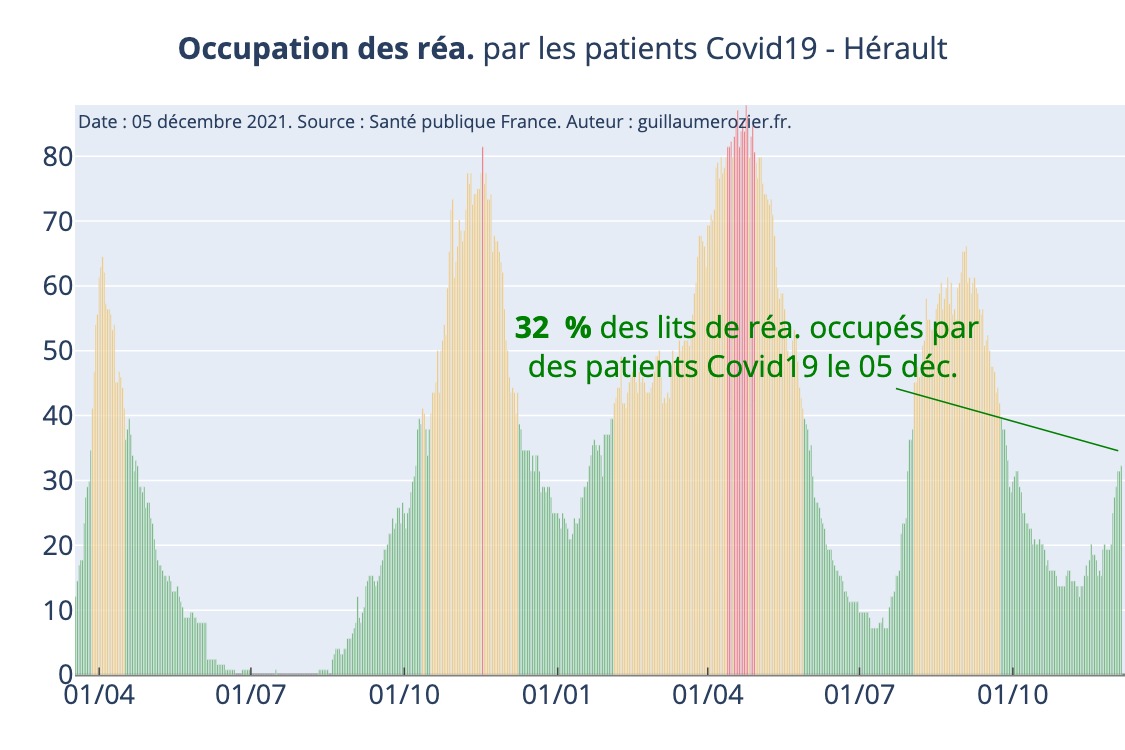 Occupation des réa. par les patients Covid19 - Hérault
Date : 05 décembre 2021. Source : Santé publique France. Auteur : guillaumerozier.fr.
80
70
60
50
40
30
20
10
0
32 % des lits de réa. occupés par
des patients Covid19 le 05 déc.
01/04 01/07 01/10 01/01 01/04 01/07 01/10